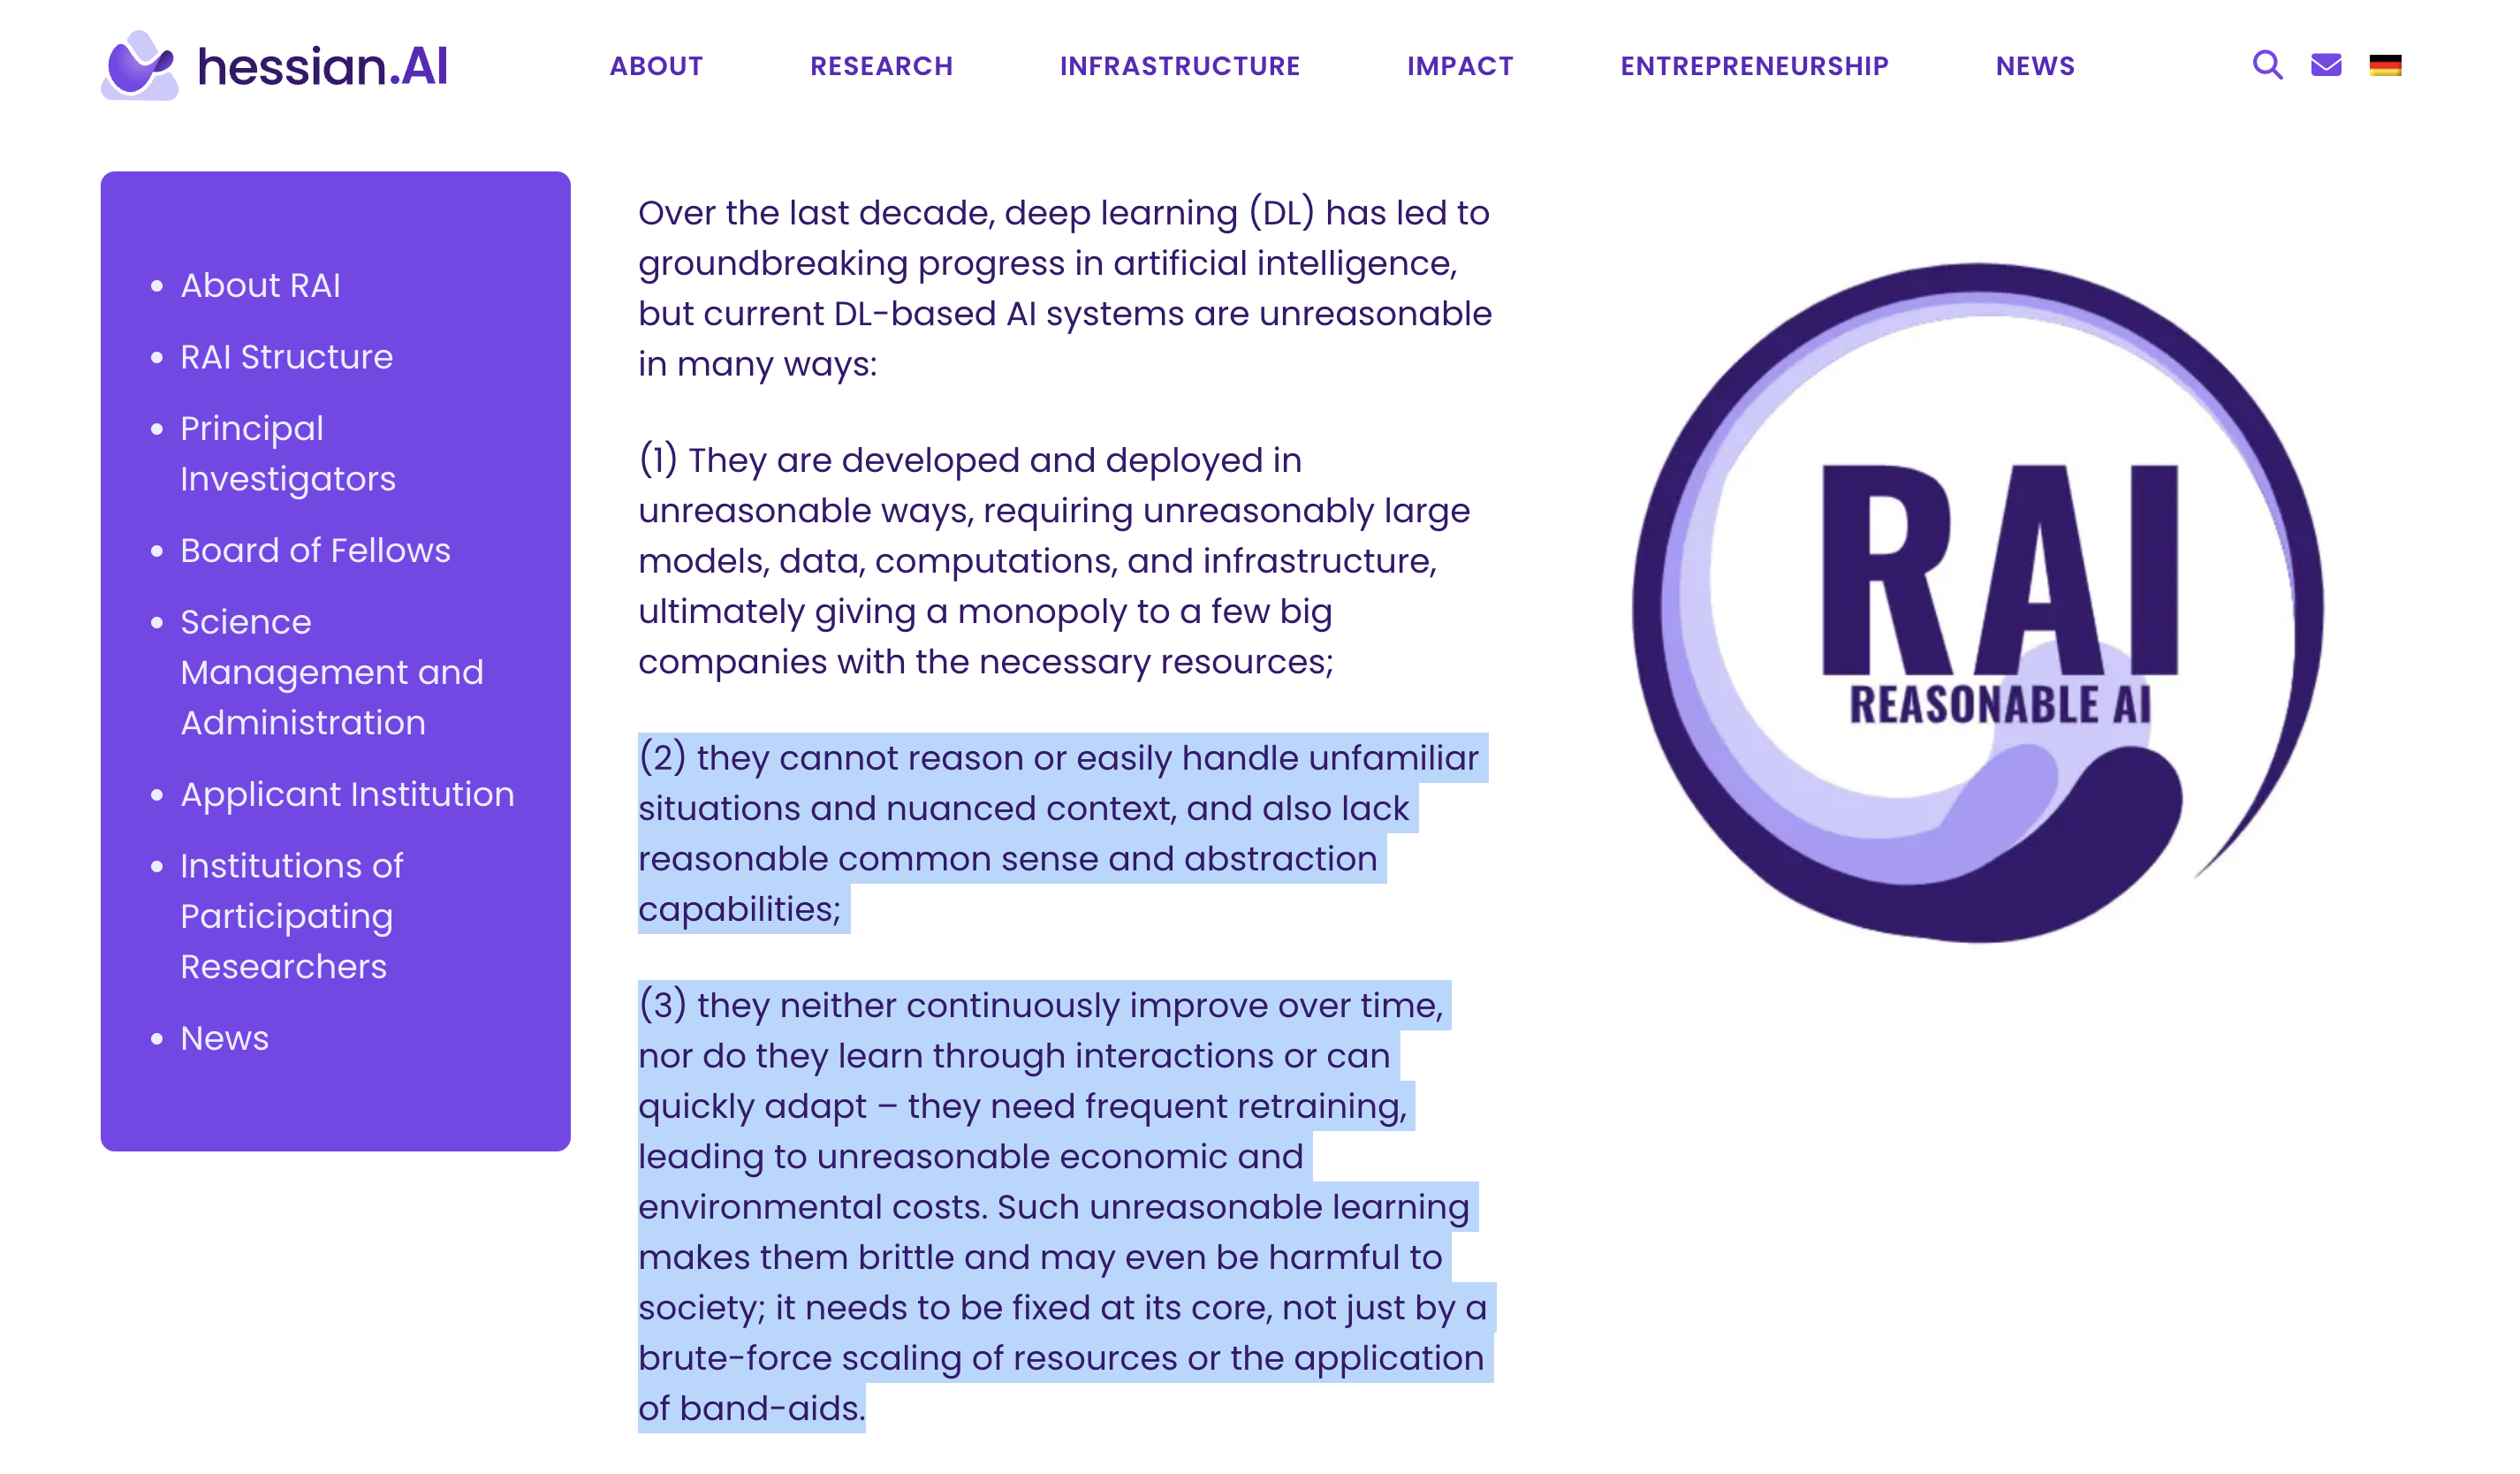 hessian.AI
ABOUT
RESEARCH
INFRASTRUCTURE
IMPACT
ENTREPRENEURSHIP
NEWS
About RAI
RAI Structure
Principal
Investigators
Board of Fellows
Science
Management and
Administration
Applicant Institution
Institutions of
Participating
Researchers
News
Over the last decade, deep learning (DL) has led to
groundbreaking progress in artificial intelligence,
but current DL-based AI systems are unreasonable
in many ways:
(1) They are developed and deployed in
unreasonable ways, requiring unreasonably large
models, data, computations, and infrastructure,
ultimately giving a monopoly to a few big
companies with the necessary resources;
(2) they cannot reason or easily handle unfamiliar
situations and nuanced context, and also lack
reasonable common sense and abstraction
capabilities;
(3) they neither continuously improve over time,
nor do they learn through interactions or can
quickly adapt – they need frequent retraining,
leading to unreasonable economic and
environmental costs. Such unreasonable learning
makes them brittle and may even be harmful to
society; it needs to be fixed at its core, not just by a
brute-force scaling of resources or the application
of band-aids.
RAI
REASONABLE AI